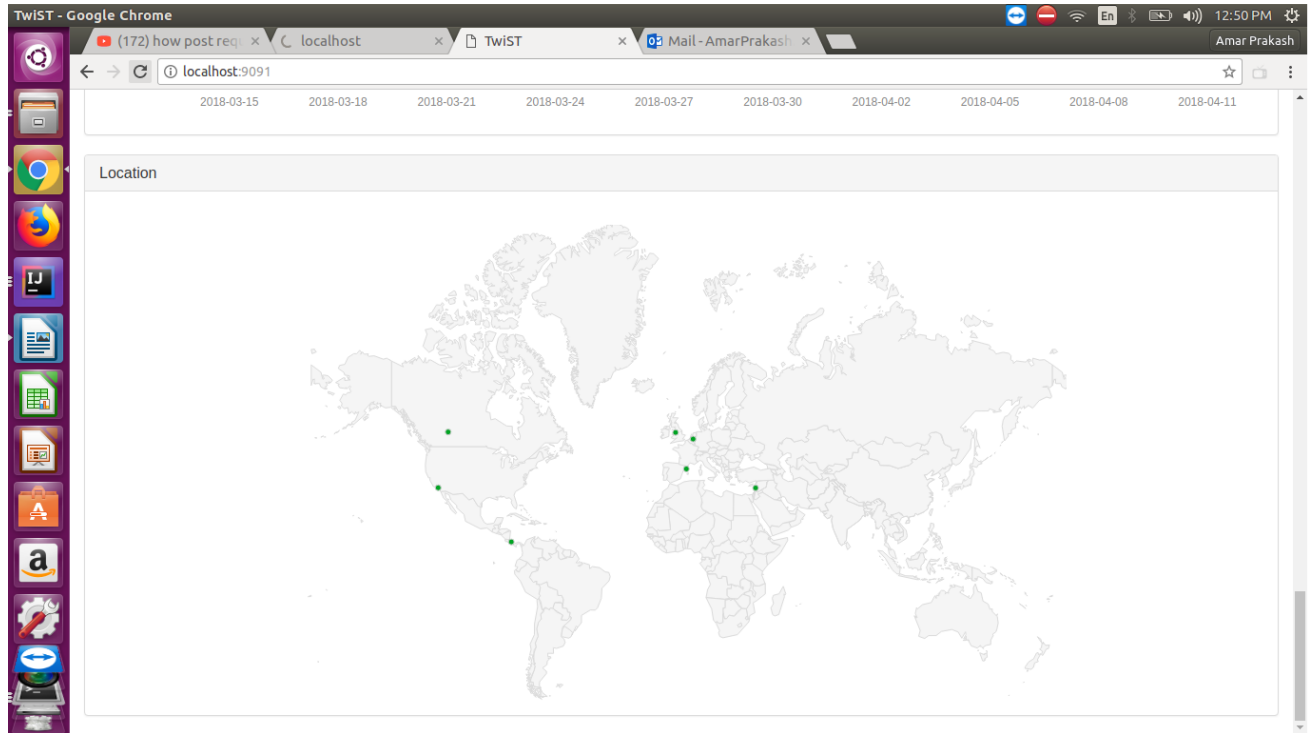 TwiST - Google Chrome
En
12:50 PM
(172) how post req
localhost
TwiST
Mail - AmarPrakash
Amar Prakash
localhost:9091
2018-03-15 2018-03-18 2018-03-21 2018-03-24 2018-03-27 2018-03-30 2018-04-02 2018-04-05 2018-04-08 2018-04-11
Location
IJ
A
a